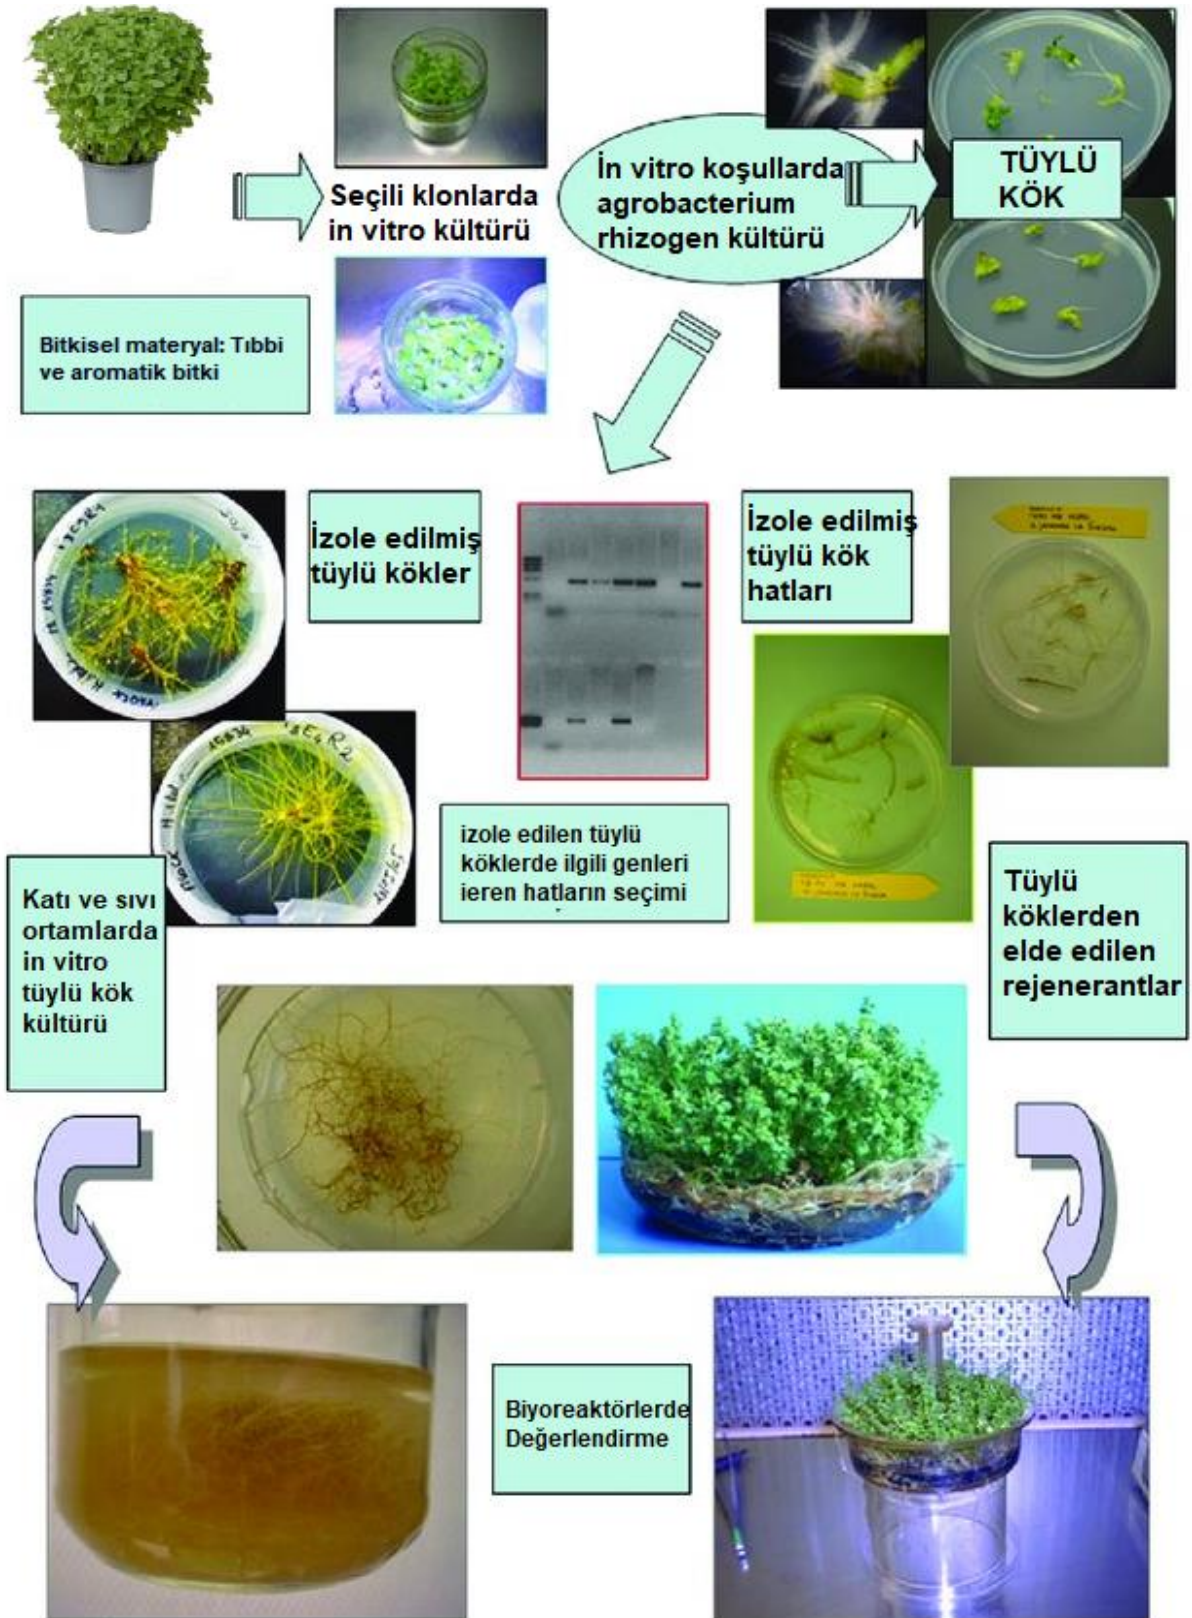 Seçili klonlarda
in vitro kültürü
İn vitro koşullarda
agrobacterium
rhizogen kültürü
TÜYLÜ
KÖK
Bitkisel materyal: Tıbbi
ve aromatik bitki
İzole edilmiş
tüylü kökler
İzole edilmiş
tüylü kök
hatları
izole edilen tüylü
köklerde ilgili genleri
ieren hatların seçimi
Katı ve sıvı
ortamlarda
in vitro
tüylü kök
kültürü
Tüylü
köklerden
elde edilen
rejenerantlar
Biyoreaktörlerde
Değerlendirme